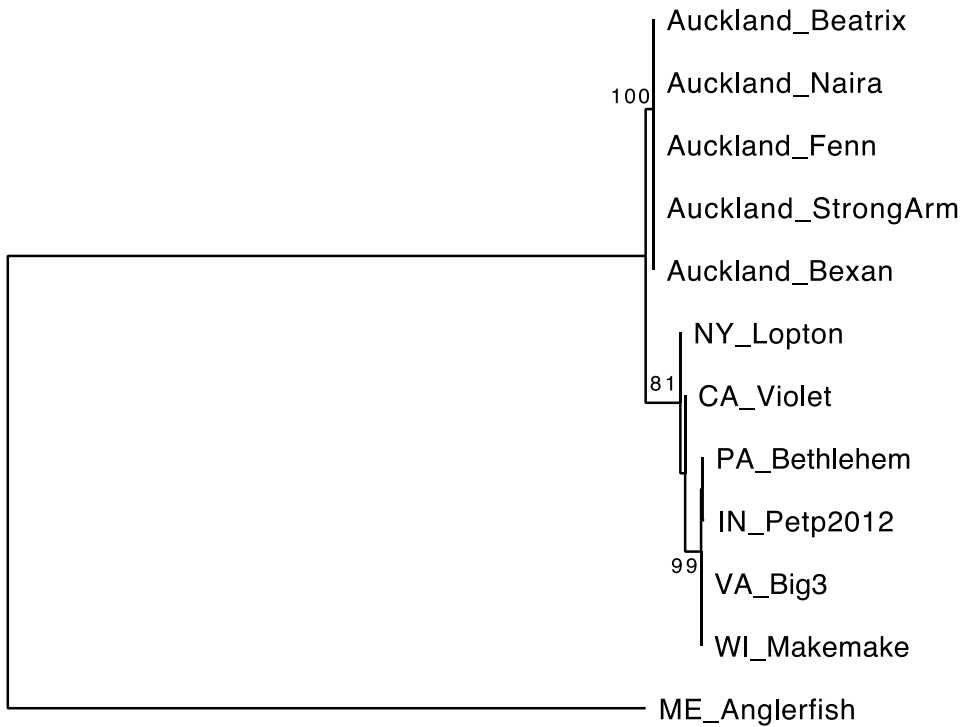 Auckland_Beatrix
100
Auckland_Naira
Auckland_Fenn
Auckland_StrongArm
Auckland_Bexan
NY_Lopton
81
CA_Violet
PA_Bethlehem
IN_Petp2012
99
VA_Big3
WI_Makemake
ME_Anglerfish